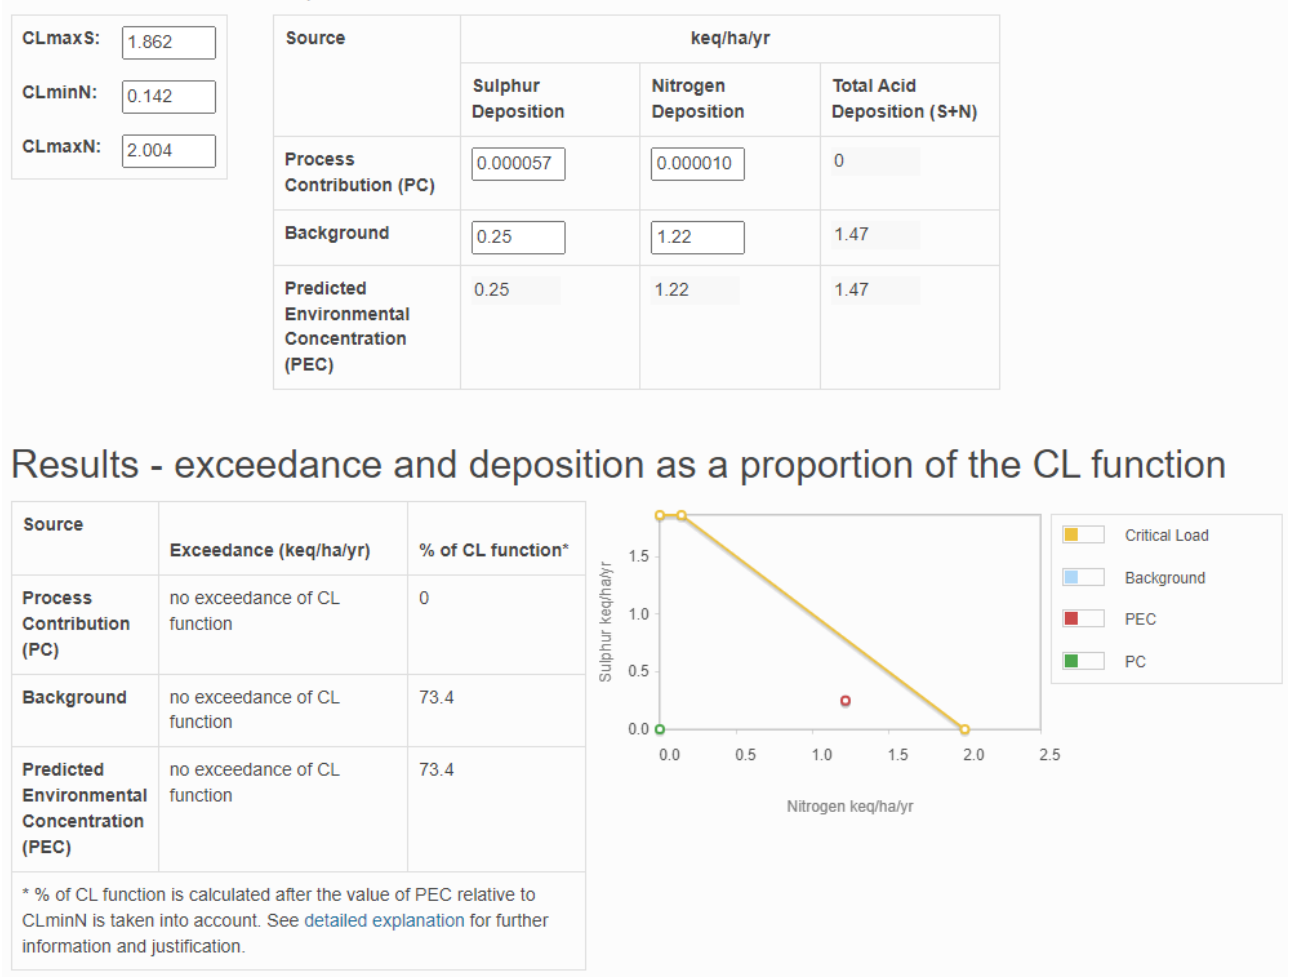 CLmaxS: 1.862
CLminN: 0.142
CLmaxN: 2.004
Source
keq/ha/yr
Sulphur
Deposition
Nitrogen
Deposition
Total Acid
Deposition (S+N)
Process
Contribution (PC)
0.000057
0.000010
0
Background
0.25
1.22
1.47
Predicted
Environmental
Concentration
(PEC)
0.25
1.22
1.47
Results - exceedance and deposition as a proportion of the CL function
Source
Exceedance (keq/ha/yr)
% of CL function*
Process
Contribution
(PC)
no exceedance of CL
function
0
Background
no exceedance of CL
function
73.4
Predicted
Environmental
Concentration
(PEC)
no exceedance of CL
function
73.4
* % of CL function is calculated after the value of PEC relative to
CLminN is taken into account. See detailed explanation for further
information and justification.
Sulphur keq/ha/yr
1.5
1.0
0.5
0.0
0.0 0.5 1.0 1.5 2.0 2.5
Nitrogen keq/ha/yr
Critical Load
Background
PEC
PC